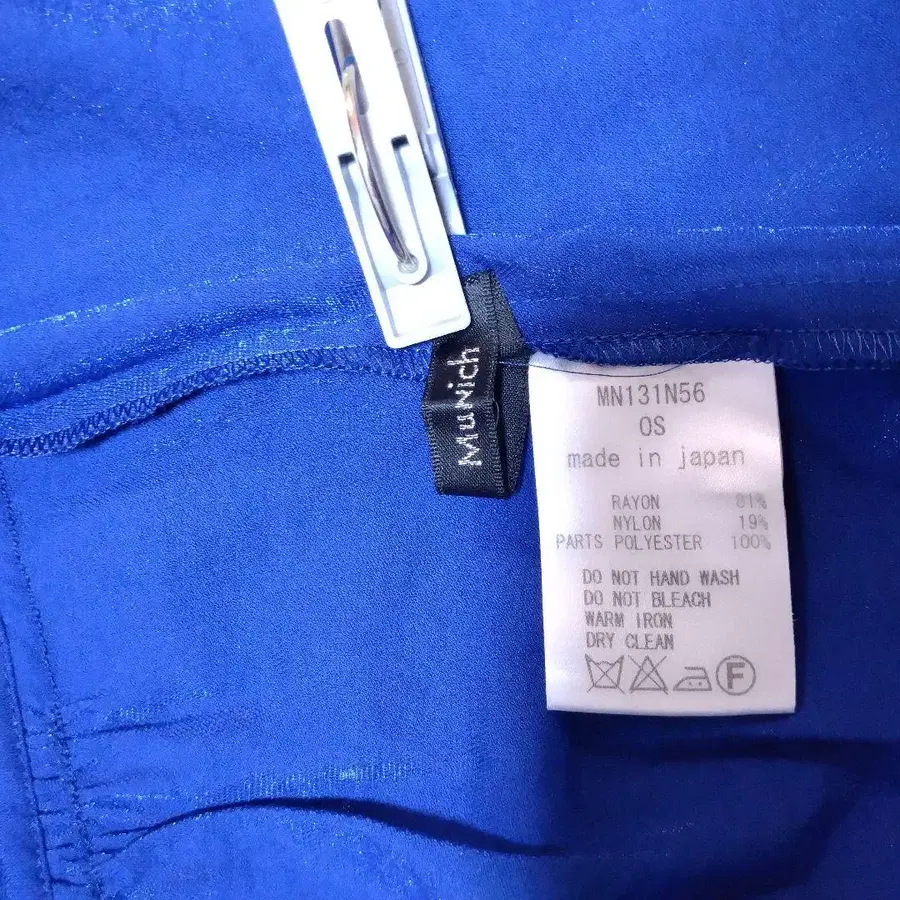 Munich
MN131N56
OS
made in japan
RAYON 81%
NYLON 19%
PARTS POLYESTER 100%
DO NOT HAND WASH
DO NOT BLEACH
WARM IRON
DRY CLEAN
F